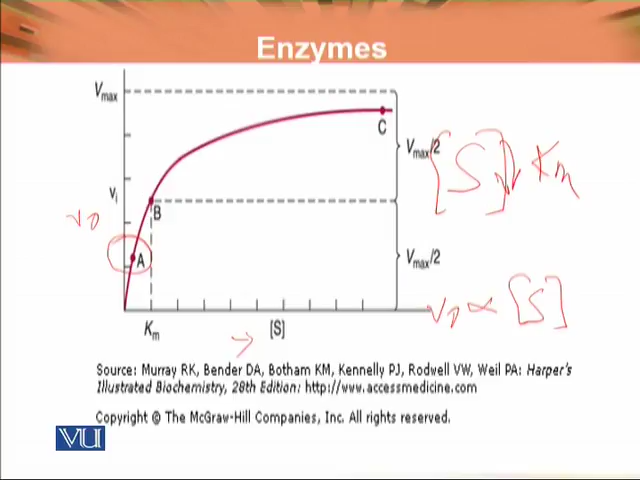 Enzymes
Vmax
C
Vmax/2
[S] Km
vi
B
v0
A
Vmax/2
v0 ∝ [S]
Km
[S]
Source: Murray RK, Bender DA, Botham KM, Kennelly PJ, Rodwell VW, Weil PA: Harper's
Illustrated Biochemistry, 28th Edition: http://www.accessmedicine.com
Copyright © The McGraw-Hill Companies, Inc. All rights reserved.
VU